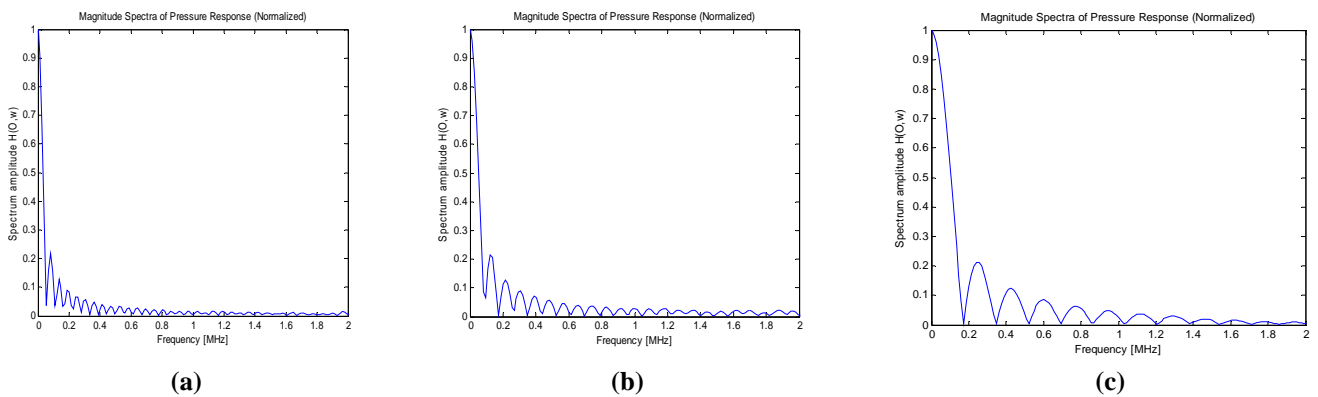 Magnitude Spectra of Pressure Response (Normalized)
Spectrum amplitude H(O,w)
1
0.9
0.8
0.7
0.6
0.5
0.4
0.3
0.2
0.1
0
0 0.2 0.4 0.6 0.8 1 1.2 1.4 1.6 1.8 2
Frequency [MHz]
(a)
Magnitude Spectra of Pressure Response (Normalized)
Spectrum amplitude H(O,w)
1
0.9
0.8
0.7
0.6
0.5
0.4
0.3
0.2
0.1
0
0 0.2 0.4 0.6 0.8 1 1.2 1.4 1.6 1.8 2
Frequency [MHz]
(b)
Magnitude Spectra of Pressure Response (Normalized)
Spectrum amplitude H(O,w)
1
0.9
0.8
0.7
0.6
0.5
0.4
0.3
0.2
0.1
0
0 0.2 0.4 0.6 0.8 1 1.2 1.4 1.6 1.8 2
Frequency [MHz]
(c)